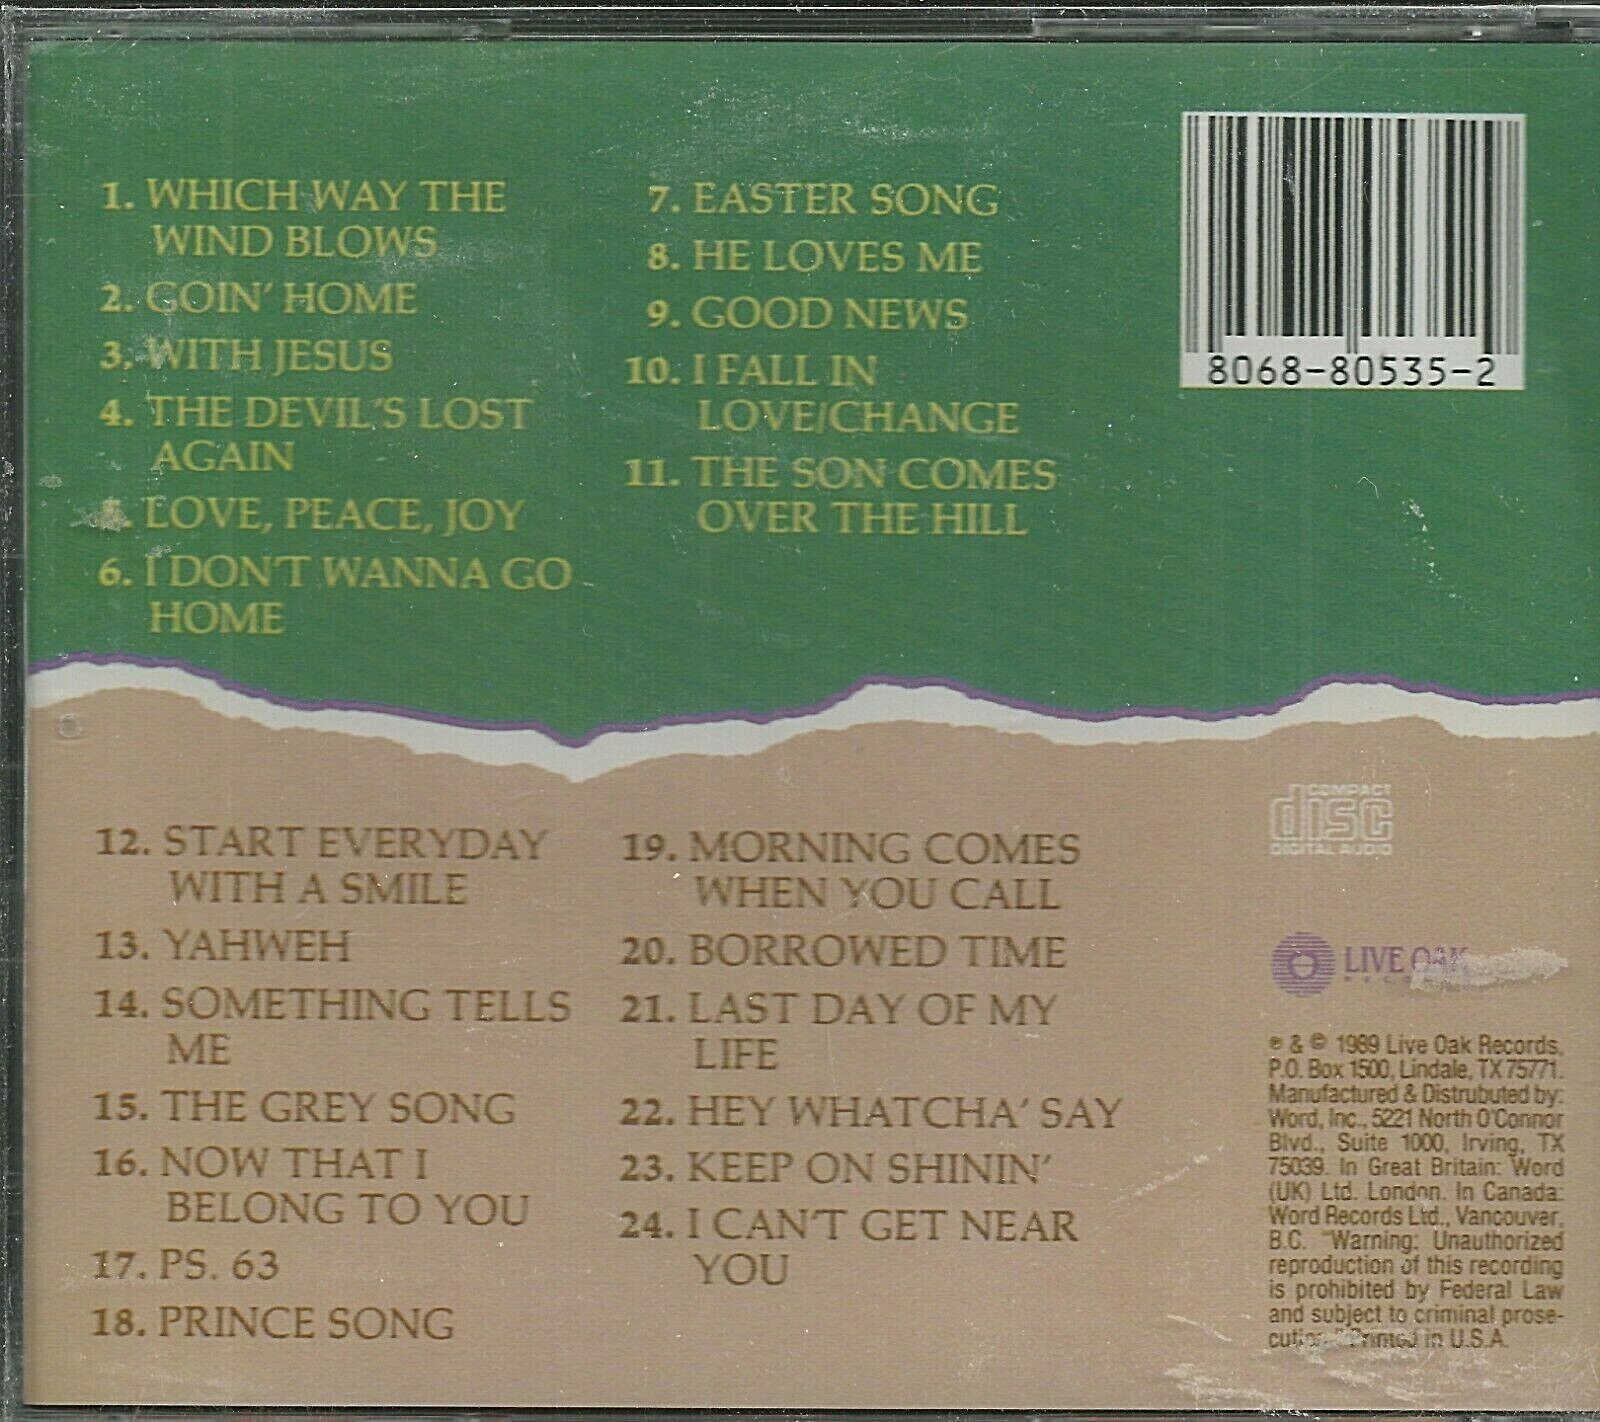 1. WHICH WAY THE
WIND BLOWS
2. GOIN' HOME
3. WITH JESUS
4. THE DEVIL'S LOST
AGAIN
5. LOVE, PEACE, JOY
6. I DON'T WANNA GO
HOME
7. EASTER SONG
8. HE LOVES ME
9. GOOD NEWS
10. I FALL IN
LOVE/CHANGE
11. THE SON COMES
OVER THE HILL
8068-80535-2
12. START EVERYDAY
WITH A SMILE
13. YAHWEH
14. SOMETHING TELLS
ME
15. THE GREY SONG
16. NOW THAT I
BELONG TO YOU
17. PS. 63
18. PRINCE SONG
19. MORNING COMES
WHEN YOU CALL
20. BORROWED TIME
21. LAST DAY OF MY
LIFE
22. HEY WHATCHA' SAY
23. KEEP ON SHININ'
24. I CAN'T GET NEAR
YOU
COMPACT
disc
DIGITAL AUDIO
LIVE OAK
℗ & © 1989 Live Oak Records,
P.O. Box 1500, Lindale, TX 75771.
Manufactured & Distrubuted by:
Word, Inc., 5221 North O'Connor
Blvd., Suite 1000, Irving, TX
75039. In Great Britain: Word
(UK) Ltd. London. In Canada:
Word Records Ltd., Vancouver,
B.C. "Warning: Unauthorized
reproduction of this recording
is prohibited by Federal Law
and subject to criminal prose-
cution." Printed in U.S.A.